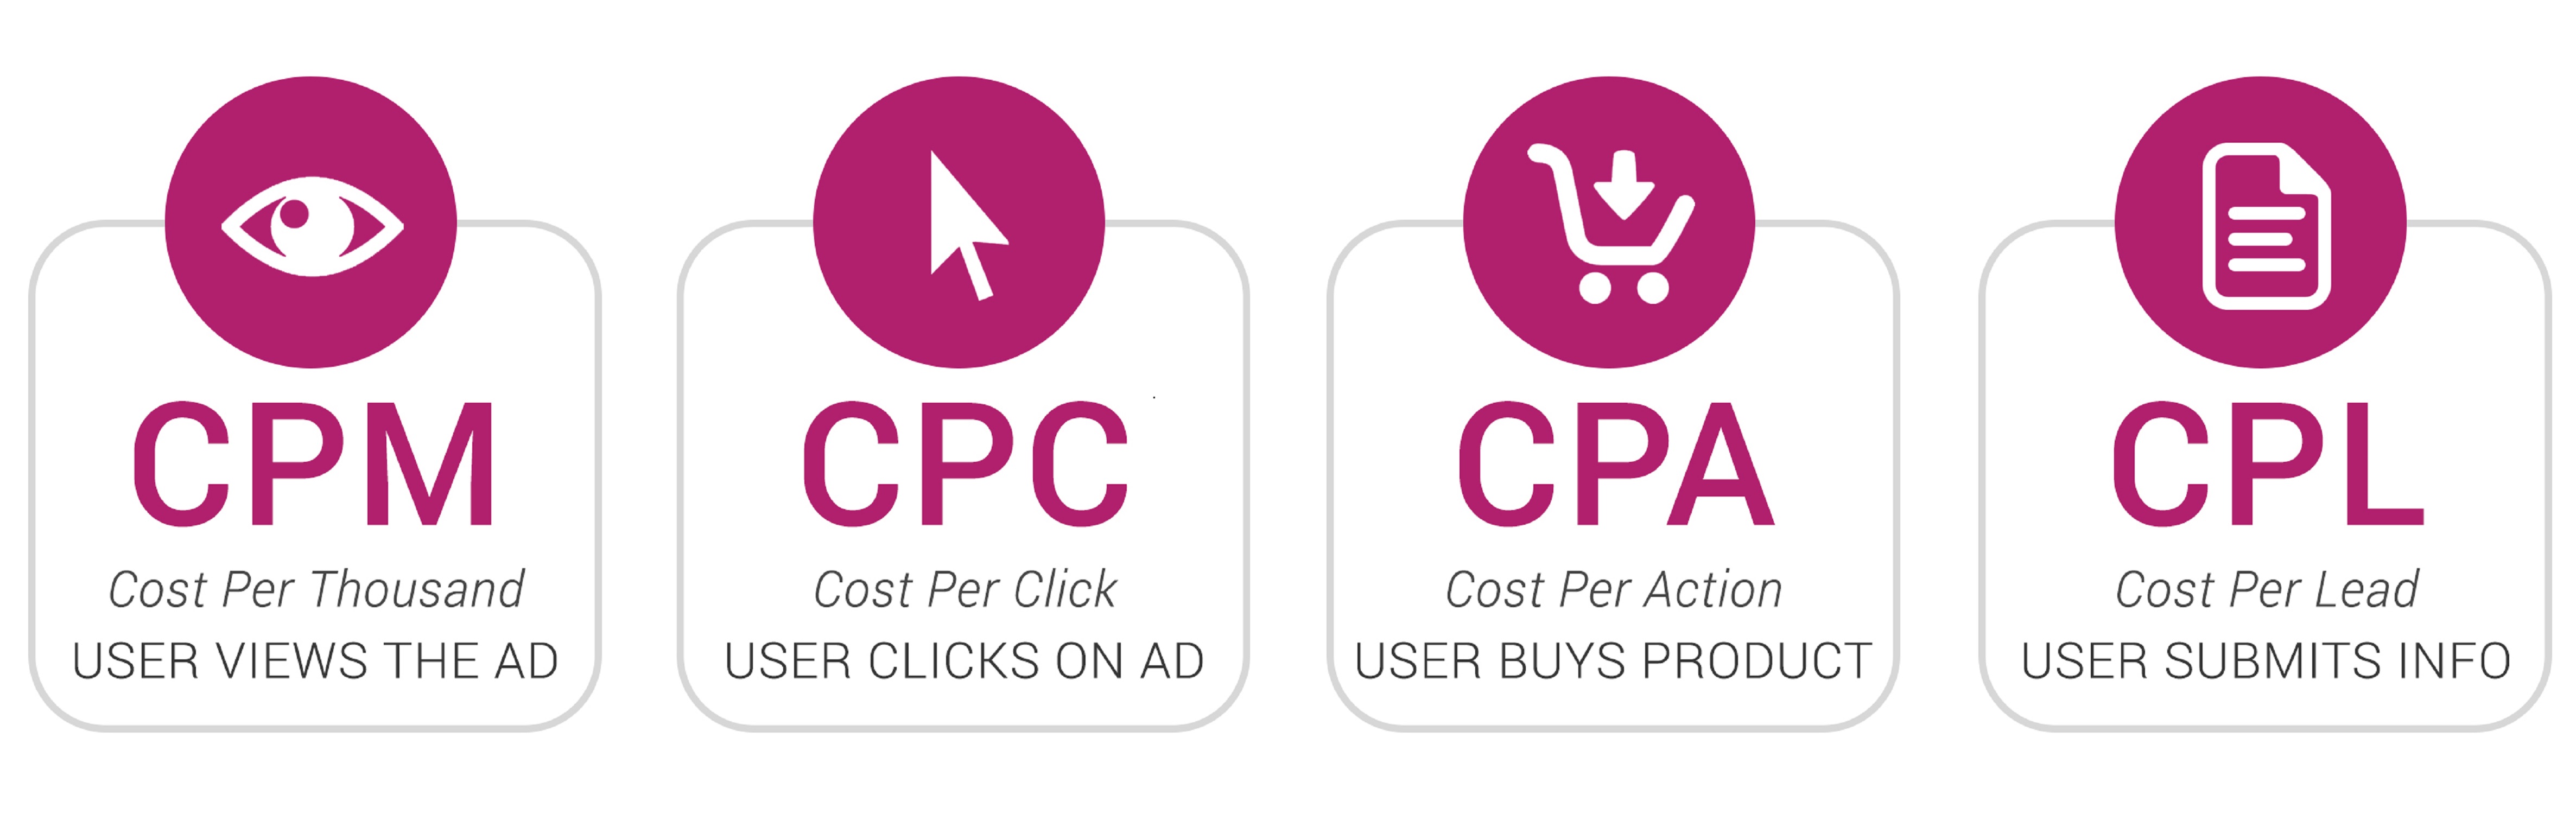 CPM
Cost Per Thousand
USER VIEWS THE AD
CPC
Cost Per Click
USER CLICKS ON AD
CPA
Cost Per Action
USER BUYS PRODUCT
CPL
Cost Per Lead
USER SUBMITS INFO